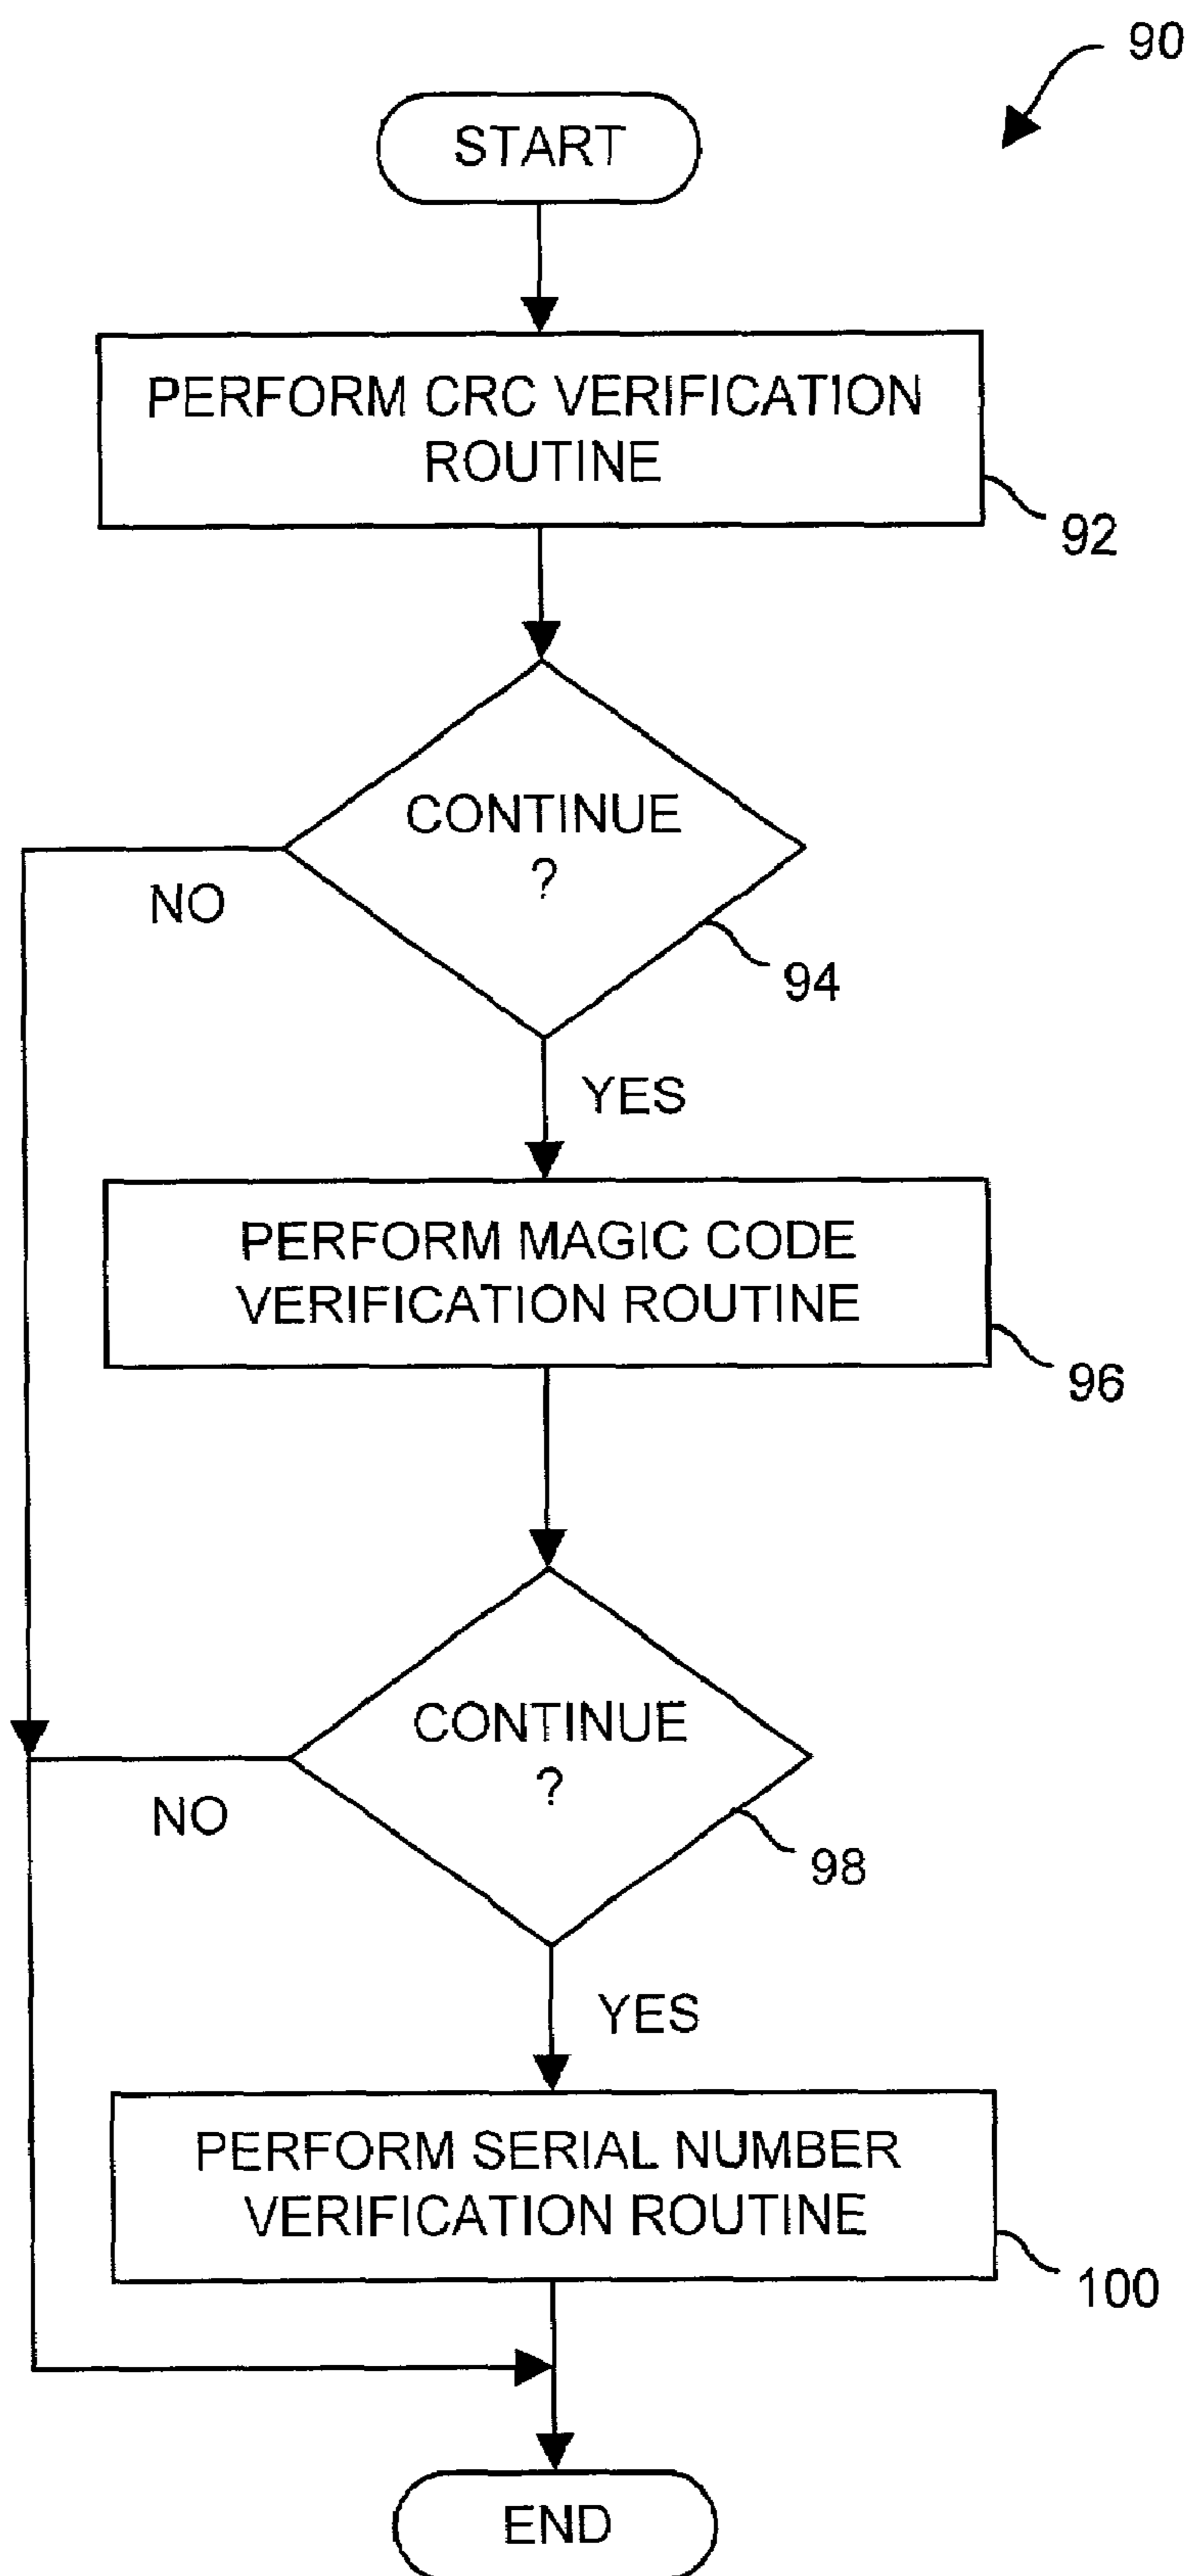 90
START
PERFORM CRC VERIFICATION
ROUTINE
92
CONTINUE
?
NO
94
YES
PERFORM MAGIC CODE
VERIFICATION ROUTINE
96
CONTINUE
?
NO
98
YES
PERFORM SERIAL NUMBER
VERIFICATION ROUTINE
100
END